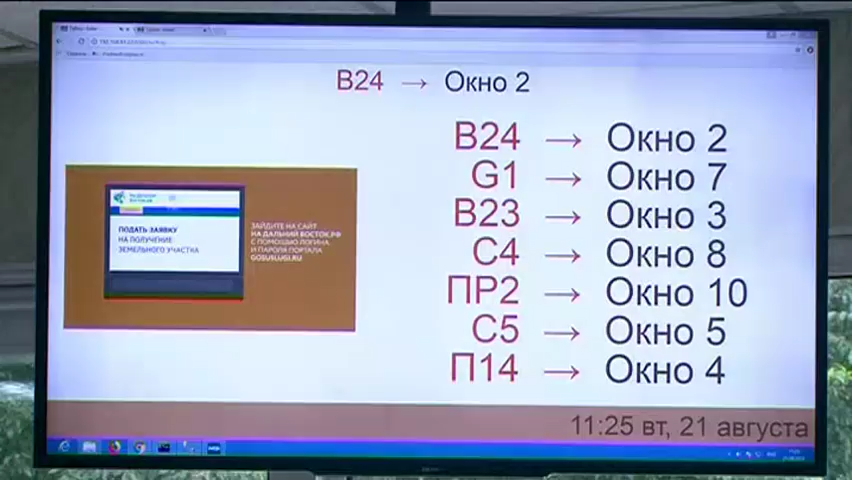 В24 → Окно 2
В24 → Окно 2
G1 → Окно 7
В23 → Окно 3
С4 → Окно 8
ПР2 → Окно 10
С5 → Окно 5
П14 → Окно 4
ПОДАТЬ ЗАЯВКУ
НА ПОЛУЧЕНИЕ
ЗЕМЕЛЬНОГО УЧАСТКА
ЗАЙДИТЕ НА САЙТ
НА ДАЛЬНИЙ ВОСТОК.РФ
С ПОМОЩЬЮ ЛОГИНА
И ПАРОЛЯ ПОРТАЛА
GOSUSLUGI.RU
11:25 вт, 21 августа